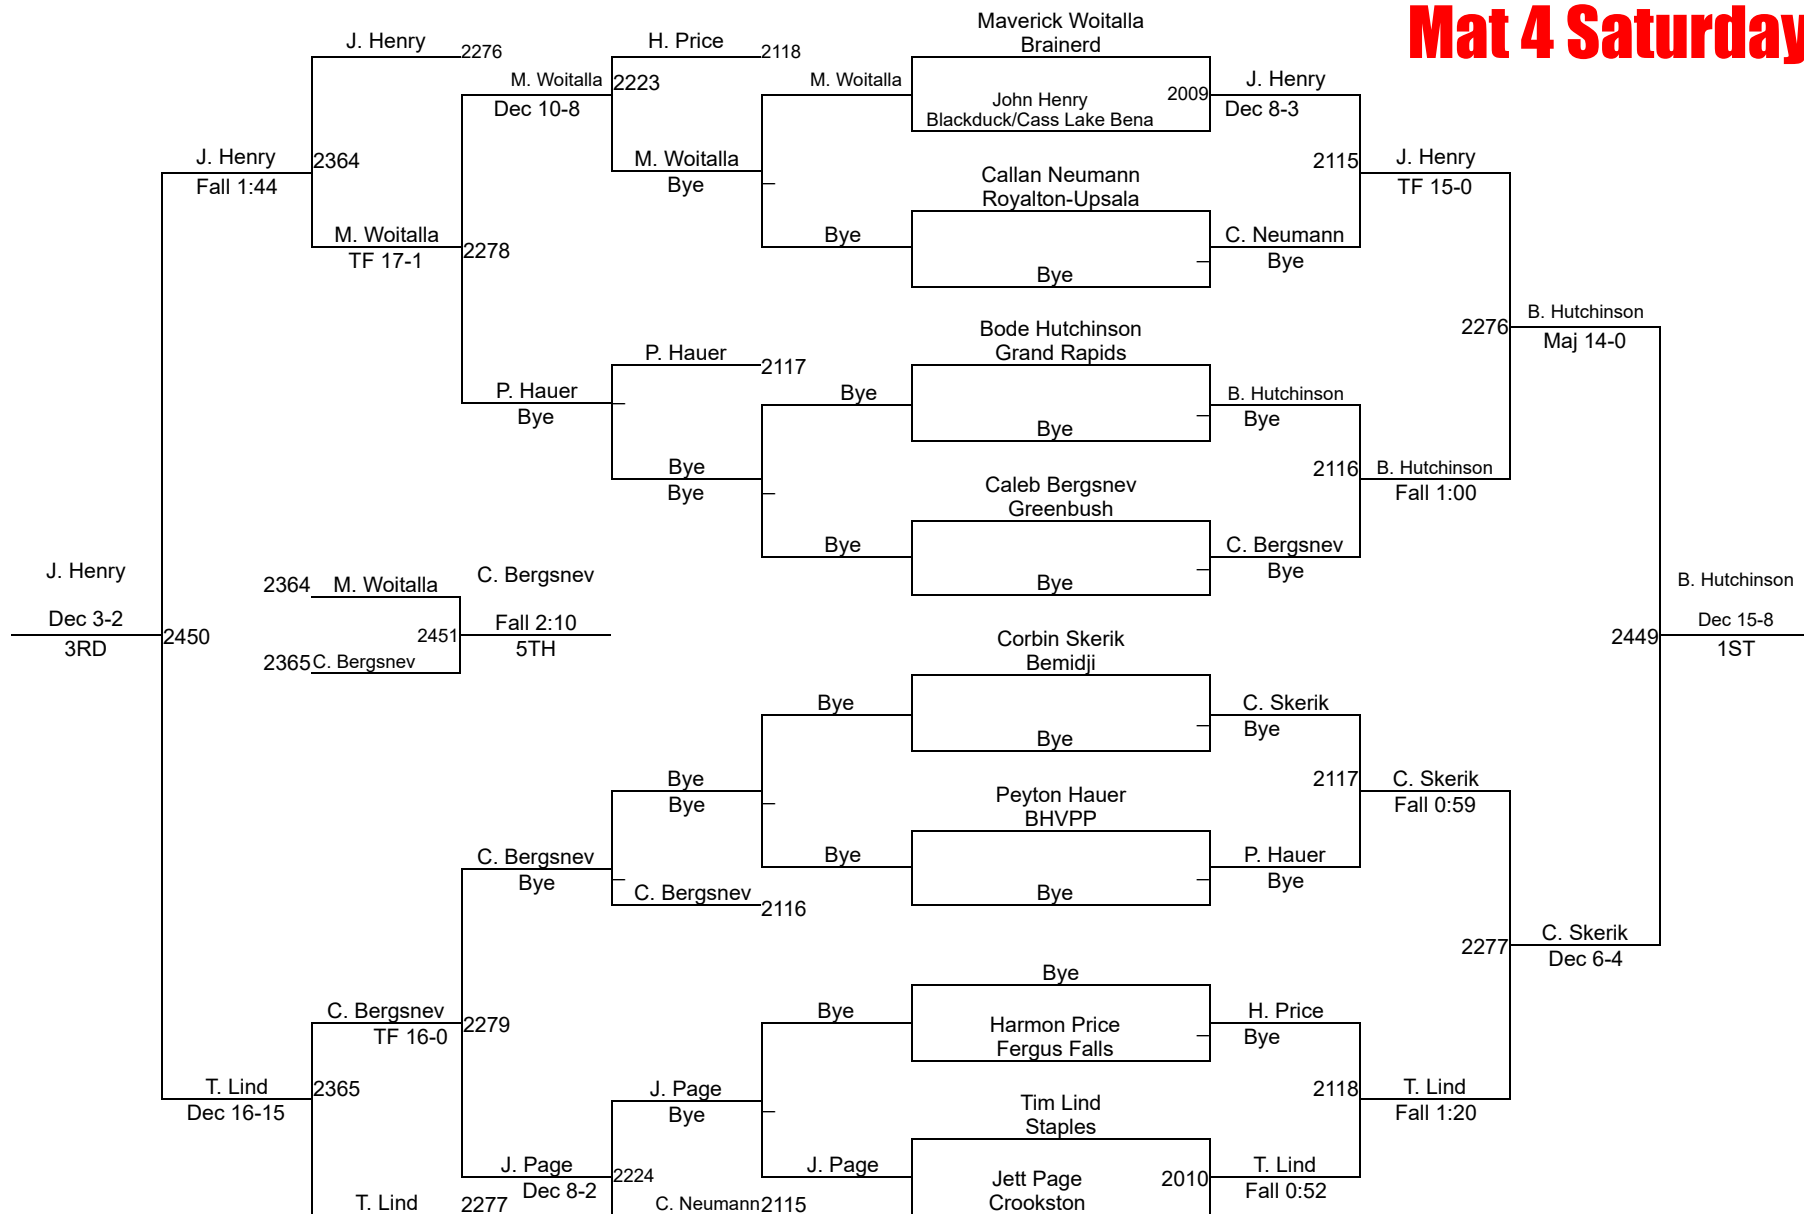 Mat 4 Saturday
J. Henry
2276
H. Price
2118
Maverick Woitalla
Brainerd
M. Woitalla
2223
Dec 10-8
M. Woitalla
John Henry
Blackduck/Cass Lake Bena
2009
J. Henry
Dec 8-3
J. Henry
Fall 1:44
2364
M. Woitalla
Bye
Callan Neumann
Royalton-Upsala
2115
J. Henry
TF 15-0
M. Woitalla
TF 17-1
2278
Bye
Bye
C. Neumann
Bye
Bode Hutchinson
Grand Rapids
2276
B. Hutchinson
Maj 14-0
P. Hauer
2117
P. Hauer
Bye
Bye
Bye
B. Hutchinson
Bye
Bye
Bye
Caleb Bergsnev
Greenbush
2116
B. Hutchinson
Fall 1:00
Bye
Bye
C. Bergsnev
Bye
J. Henry
Dec 3-2
3RD
2450
2364
M. Woitalla
2365
C. Bergsnev
2451
C. Bergsnev
Fall 2:10
5TH
Corbin Skerik
Bemidji
2449
B. Hutchinson
Dec 15-8
1ST
Bye
Bye
C. Skerik
Bye
Bye
Bye
Peyton Hauer
BHVPP
2117
C. Skerik
Fall 0:59
C. Bergsnev
Bye
Bye
Bye
P. Hauer
Bye
C. Bergsnev
2116
2277
C. Skerik
Dec 6-4
Bye
C. Bergsnev
TF 16-0
2279
Bye
Harmon Price
Fergus Falls
H. Price
Bye
T. Lind
Dec 16-15
2365
J. Page
Bye
Tim Lind
Staples
2118
T. Lind
Fall 1:20
J. Page
Dec 8-2
2224
J. Page
Jett Page
Crookston
2010
T. Lind
Fall 0:52
T. Lind
2277
C. Neumann
2115